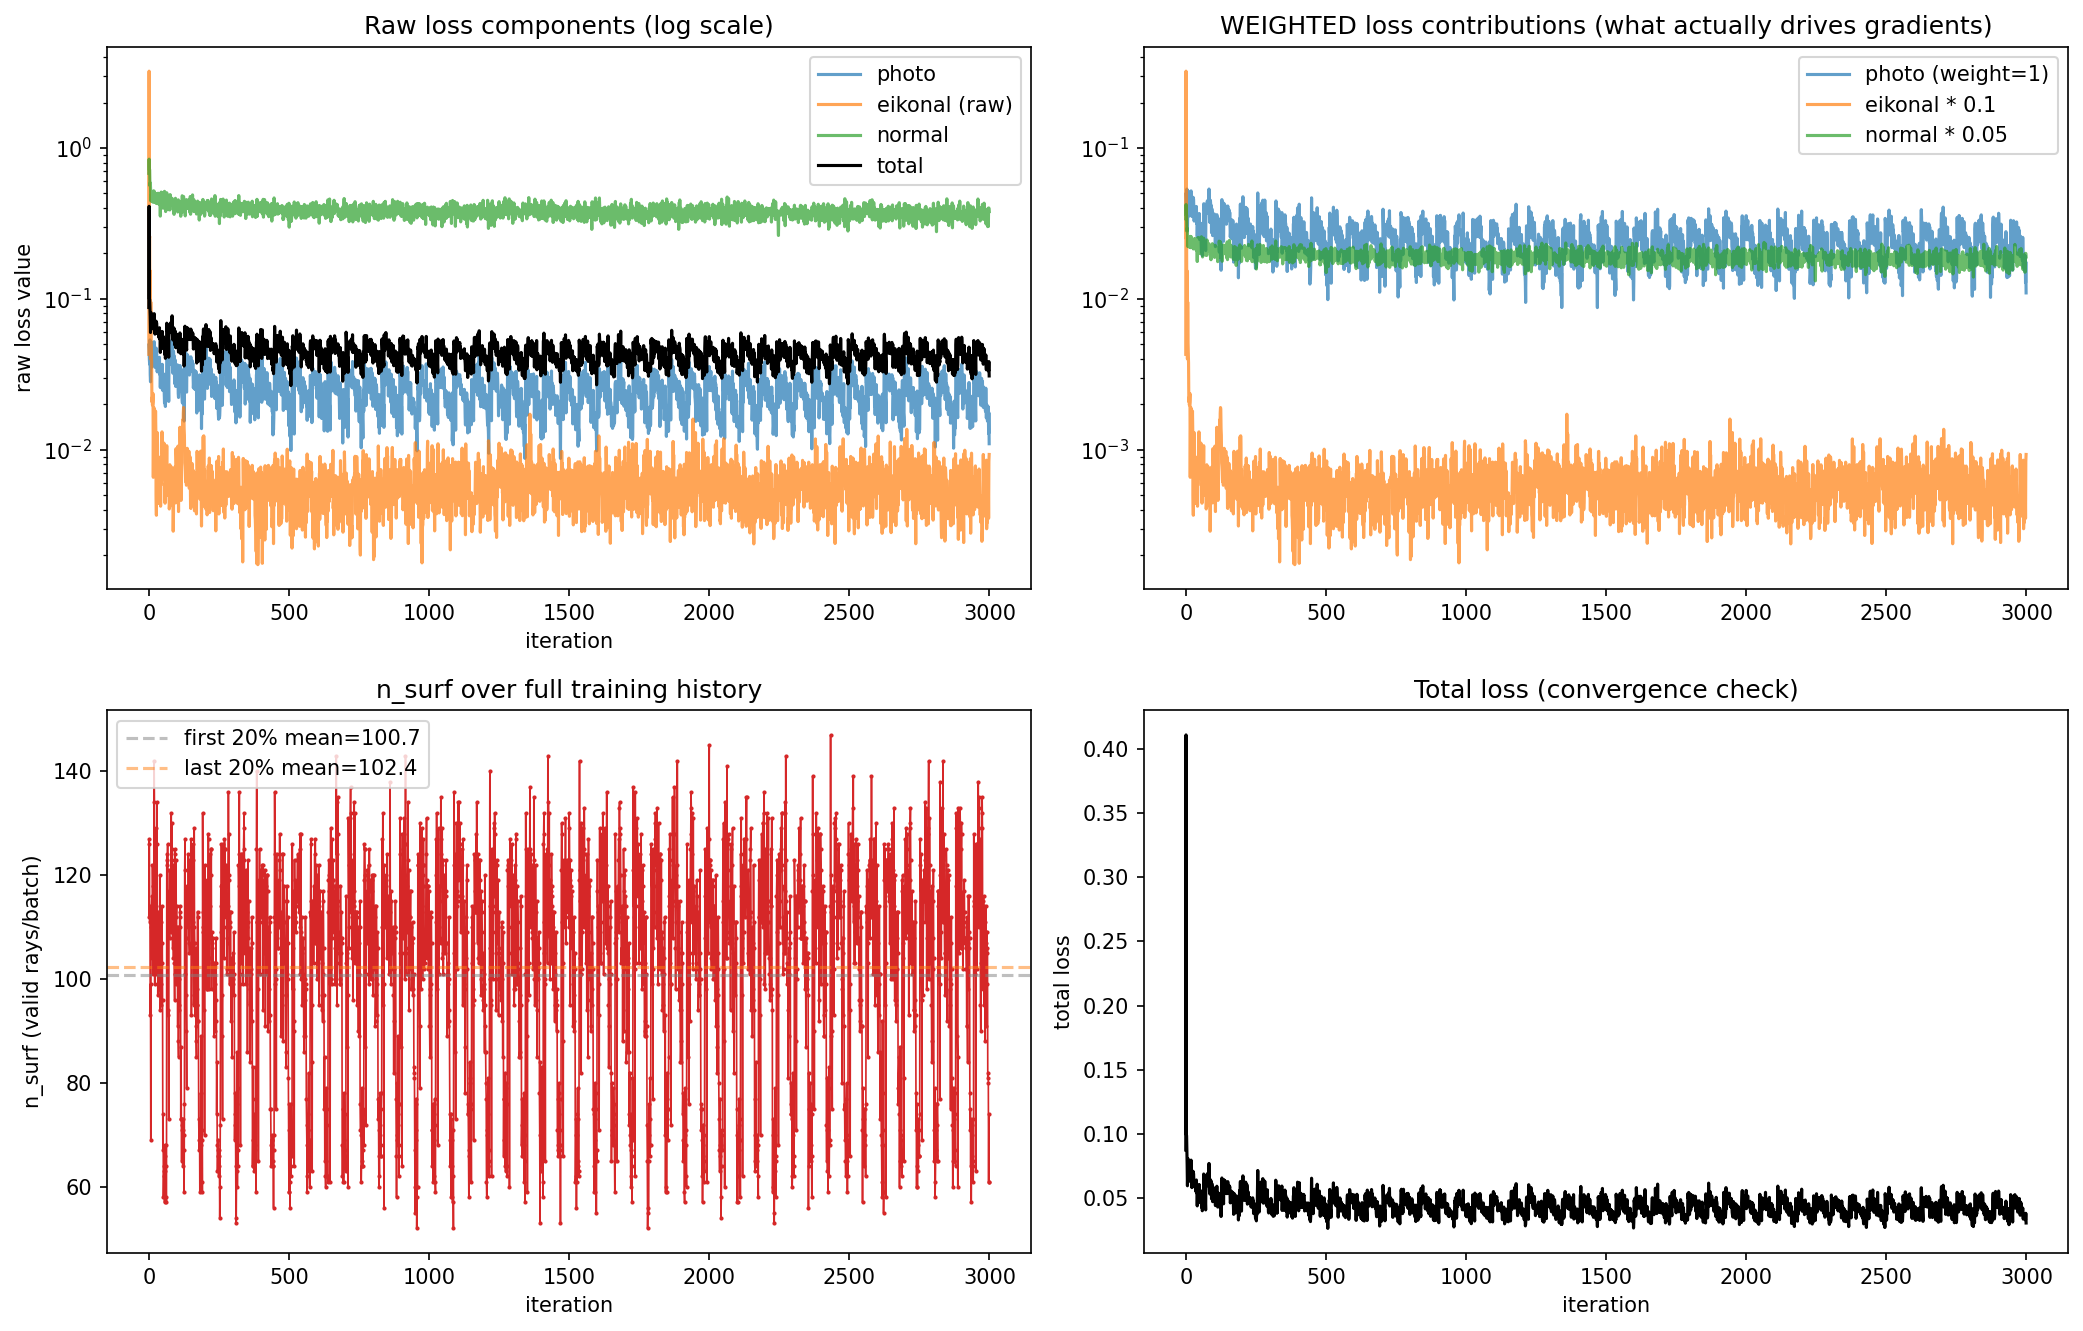 Raw loss components (log scale)
raw loss value
10⁰
10⁻¹
10⁻²
photo
eikonal (raw)
normal
total
0
500
1000
1500
2000
2500
3000
iteration
WEIGHTED loss contributions (what actually drives gradients)
10⁻¹
10⁻²
10⁻³
photo (weight=1)
eikonal * 0.1
normal * 0.05
0
500
1000
1500
2000
2500
3000
n_surf over full training history
n_surf (valid rays/batch)
140
120
100
80
60
first 20% mean=100.7
last 20% mean=102.4
0
500
1000
1500
2000
2500
3000
iteration
Total loss (convergence check)
total loss
0.40
0.35
0.30
0.25
0.20
0.15
0.10
0.05
0
500
1000
1500
2000
2500
3000
iteration